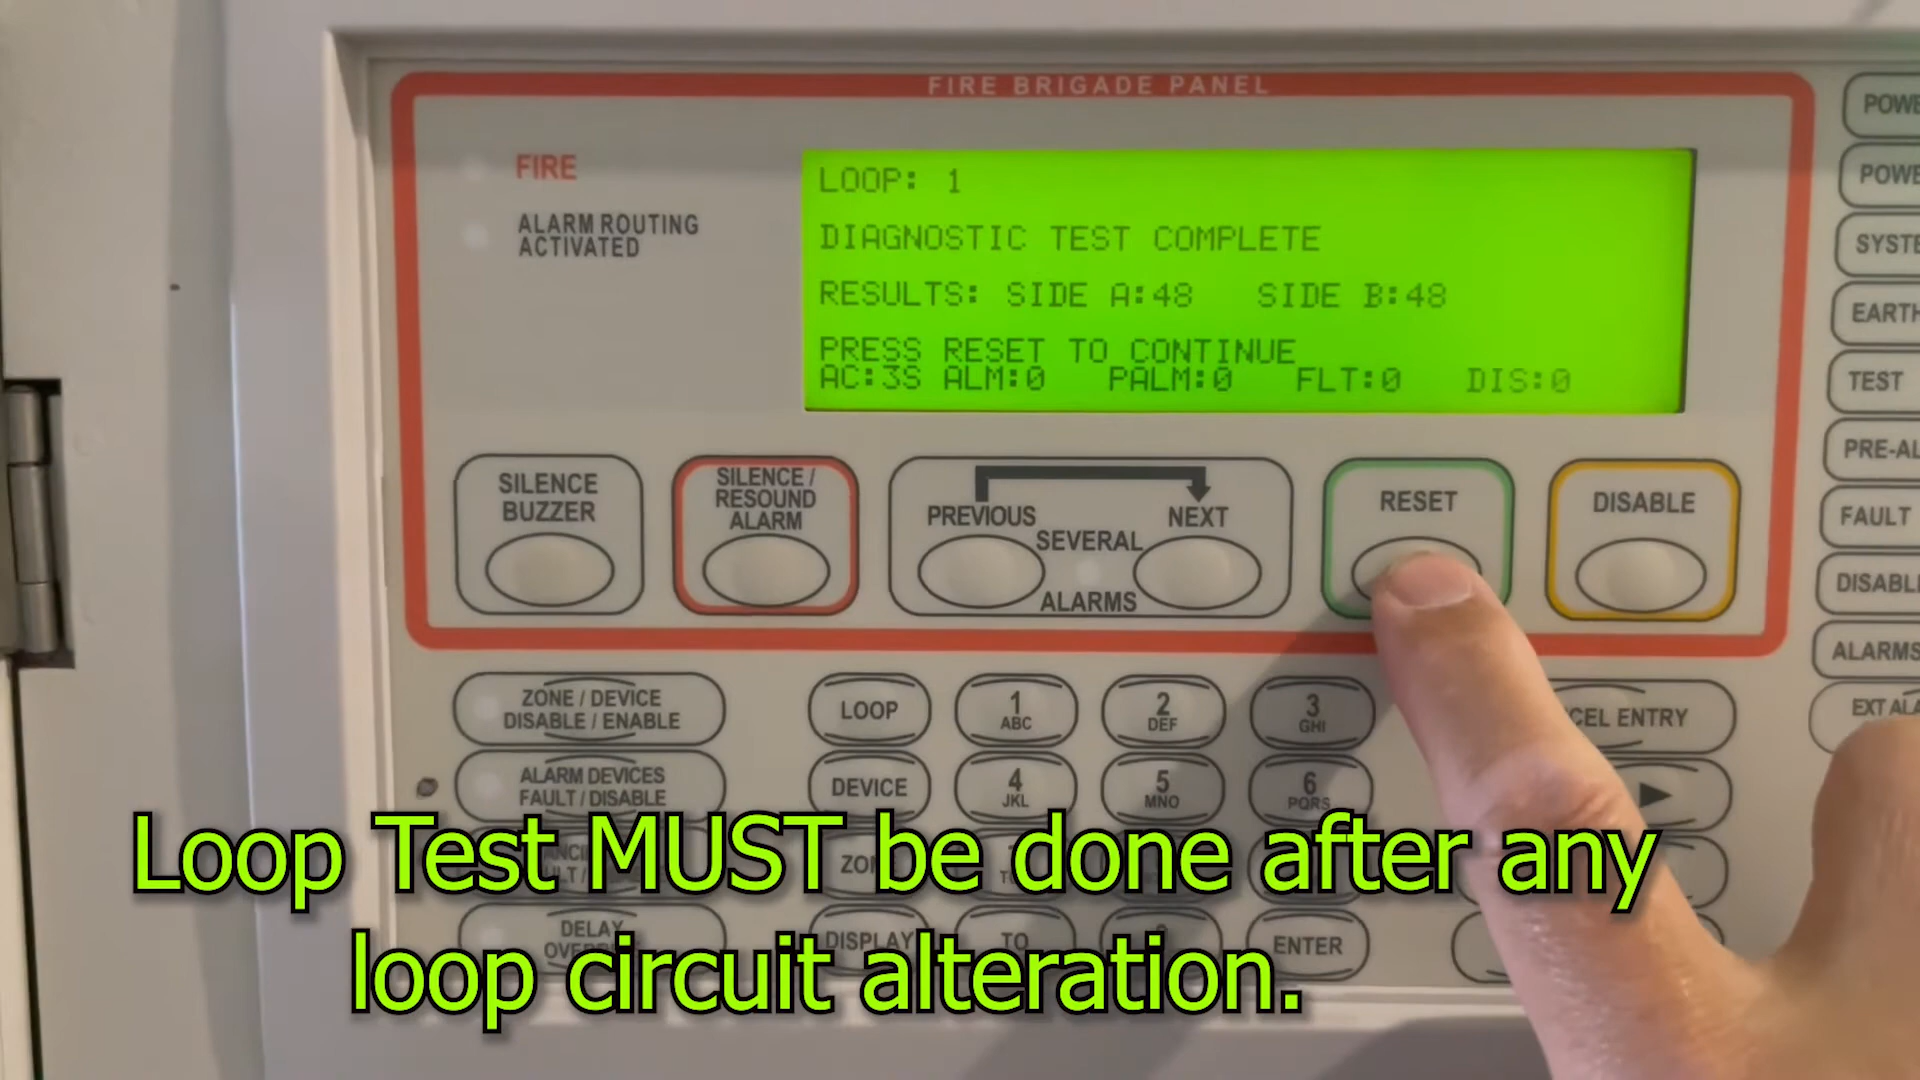 FIRE BRIGADE PANEL
FIRE
ALARM ROUTING
ACTIVATED
LOOP: 1
DIAGNOSTIC TEST COMPLETE
RESULTS: SIDE A:48 SIDE B:48
PRESS RESET TO CONTINUE
AC:3S ALM:0 PALM:0 FLT:0 DIS:0
SILENCE
BUZZER
SILENCE /
RESOUND
ALARM
PREVIOUS
NEXT
SEVERAL
ALARMS
RESET
DISABLE
TEST
FAULT
ALARMS
ZONE / DEVICE
DISABLE / ENABLE
LOOP
1
ABC
2
DEF
3
GHI
CEL ENTRY
ALARM DEVICES
FAULT / DISABLE
DEVICE
4
JKL
5
MNO
6
PQRS
DISPLAY
TO
ENTER
Loop Test MUST be done after any
loop circuit alteration.